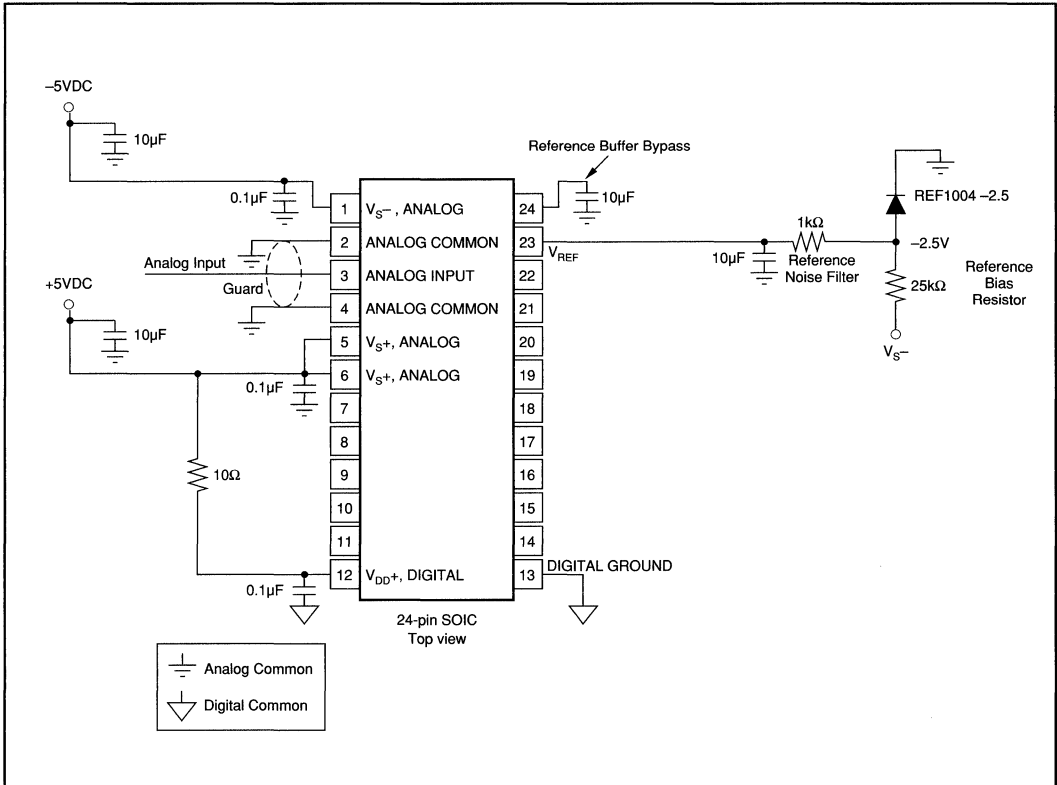 –5VDC
10µF
0.1µF
Analog Input
Guard
+5VDC
10µF
0.1µF
10Ω
0.1µF
1 VS–, ANALOG
2 ANALOG COMMON
3 ANALOG INPUT
4 ANALOG COMMON
5 VS+, ANALOG
6 VS+, ANALOG
7
8
9
10
11
12 VDD+, DIGITAL
24
23
22
21
20
19
18
17
16
15
14
13
DIGITAL GROUND
24-pin SOIC
Top view
Reference Buffer Bypass
10µF
VREF
10µF
1kΩ
Reference
Noise Filter
REF1004 –2.5
–2.5V
25kΩ
Reference
Bias
Resistor
VS–
Analog Common
Digital Common